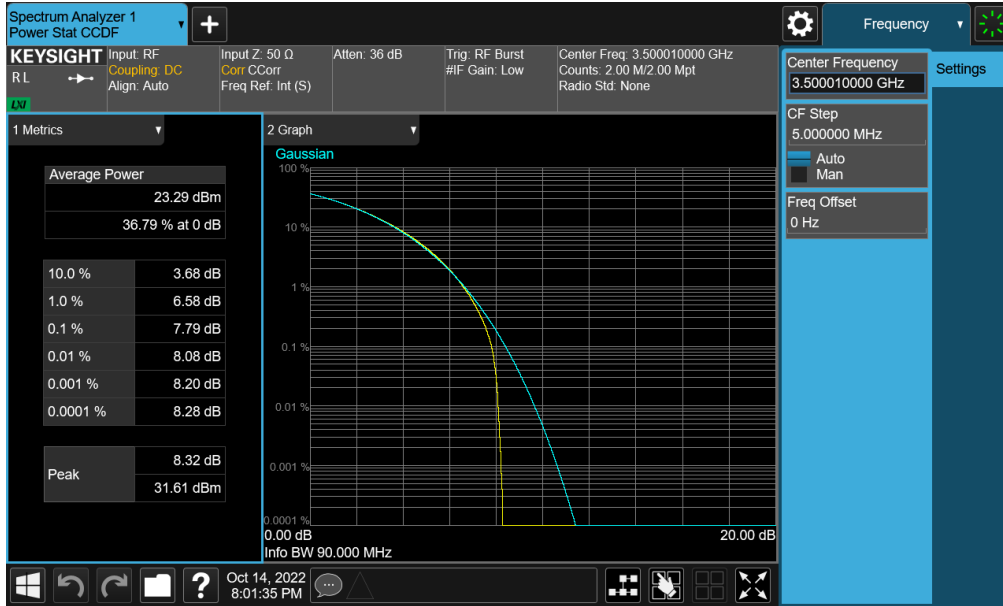 Spectrum Analyzer 1
Power Stat CCDF
Frequency
KEYSIGHT
R L
LXI
Input: RF
Coupling: DC
Align: Auto
Input Z: 50 Ω
Corr CCorr
Freq Ref: Int (S)
Atten: 36 dB
Trig: RF Burst
#IF Gain: Low
Center Freq: 3.500010000 GHz
Counts: 2.00 M/2.00 Mpt
Radio Std: None
Center Frequency
3.500010000 GHz
Settings
CF Step
5.000000 MHz
Auto
Man
Freq Offset
0 Hz
1 Metrics
Average Power
23.29 dBm
36.79 % at 0 dB
10.0 % 3.68 dB
1.0 % 6.58 dB
0.1 % 7.79 dB
0.01 % 8.08 dB
0.001 % 8.20 dB
0.0001 % 8.28 dB
Peak 8.32 dB
31.61 dBm
2 Graph
Gaussian
100 %
10 %
1 %
0.1 %
0.01 %
0.001 %
0.0001 %
0.00 dB 20.00 dB
Info BW 90.000 MHz
?
Oct 14, 2022
8:01:35 PM